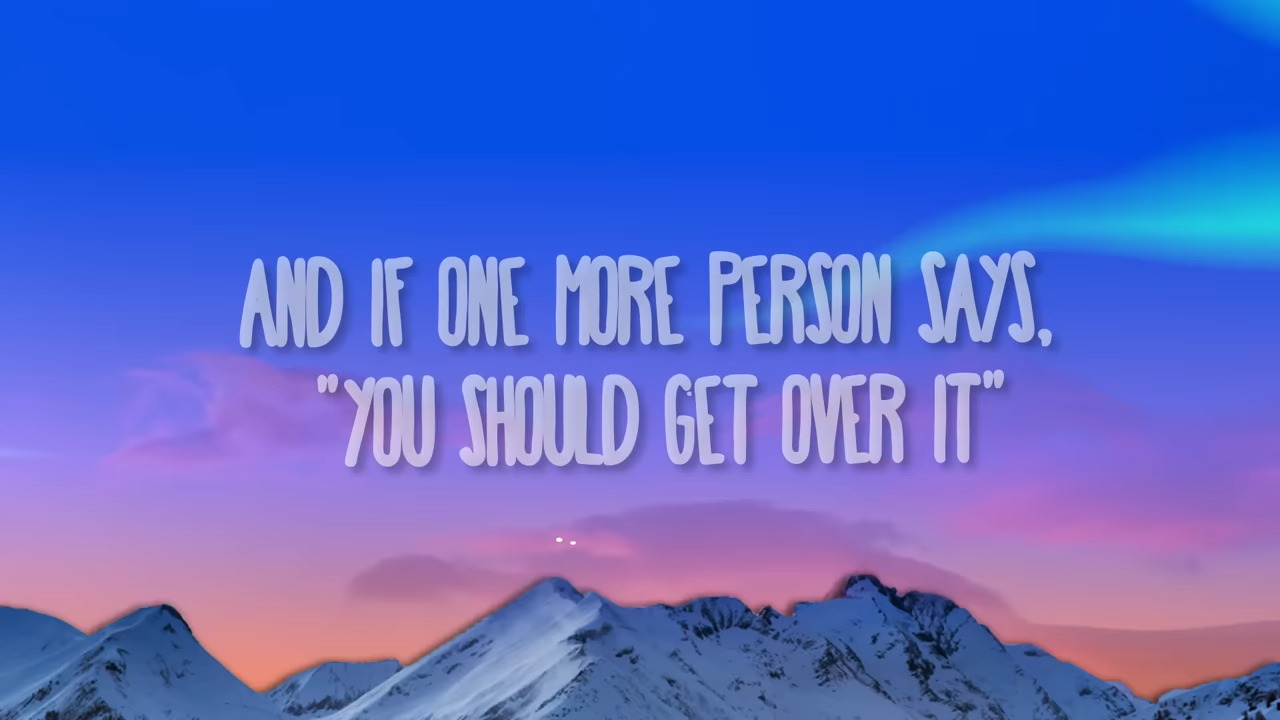 AND IF ONE MORE PERSON SAYS,
"YOU SHOULD GET OVER IT"